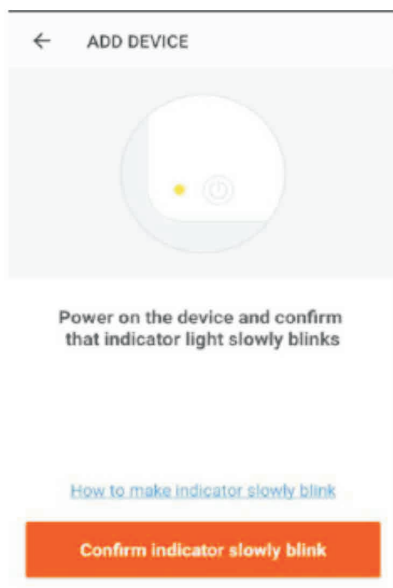 ADD DEVICE
Power on the device and confirm
that indicator light slowly blinks
How to make indicator slowly blink
Confirm indicator slowly blink